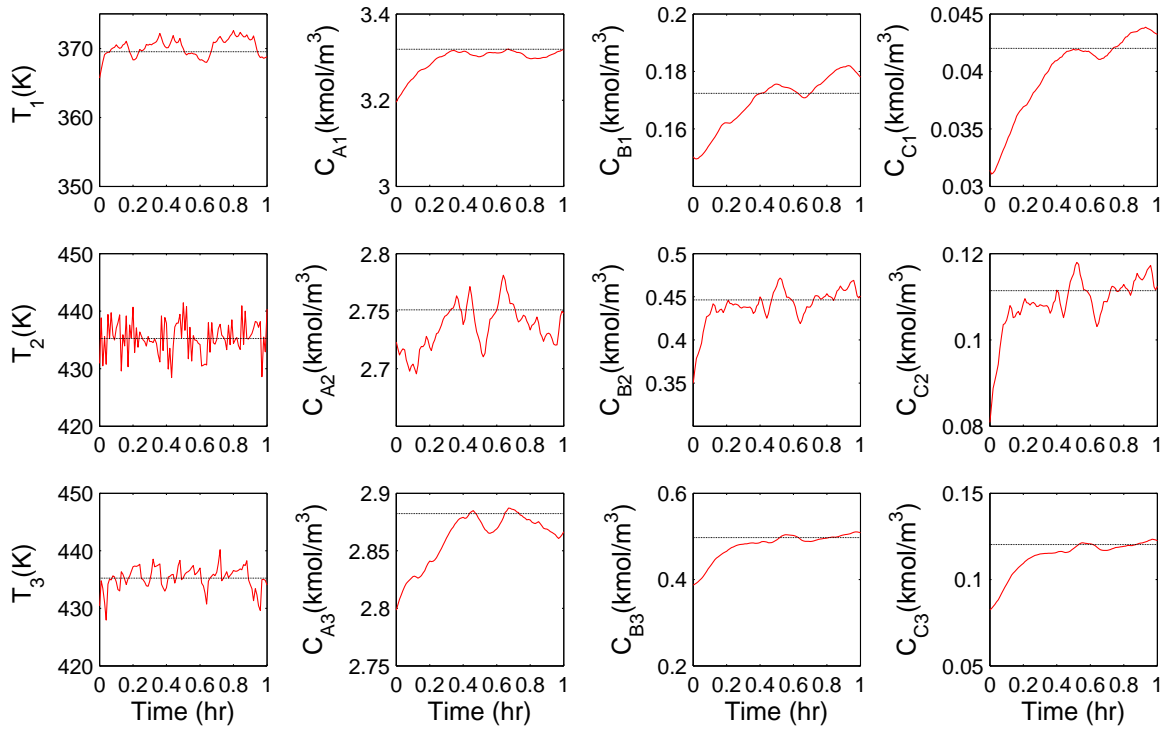 T1(K)
375
370
365
360
355
350
0 0.2 0.4 0.6 0.8 1
CA1(kmol/m3)
3.4
3.3
3.2
3.1
3
0 0.2 0.4 0.6 0.8 1
CB1(kmol/m3)
0.2
0.18
0.16
0 0.2 0.4 0.6 0.8 1
CC1(kmol/m3)
0.045
0.04
0.035
0.03
0 0.2 0.4 0.6 0.8 1
T2(K)
450
440
430
420
0 0.2 0.4 0.6 0.8 1
CA2(kmol/m3)
2.8
2.75
2.7
0 0.2 0.4 0.6 0.8 1
CB2(kmol/m3)
0.5
0.45
0.4
0.35
0 0.2 0.4 0.6 0.8 1
CC2(kmol/m3)
0.12
0.1
0.08
0 0.2 0.4 0.6 0.8 1
T3(K)
450
440
430
420
0 0.2 0.4 0.6 0.8 1
Time (hr)
CA3(kmol/m3)
2.9
2.85
2.8
2.75
0 0.2 0.4 0.6 0.8 1
Time (hr)
CB3(kmol/m3)
0.6
0.4
0.2
0 0.2 0.4 0.6 0.8 1
Time (hr)
CC3(kmol/m3)
0.15
0.1
0.05
0 0.2 0.4 0.6 0.8 1
Time (hr)